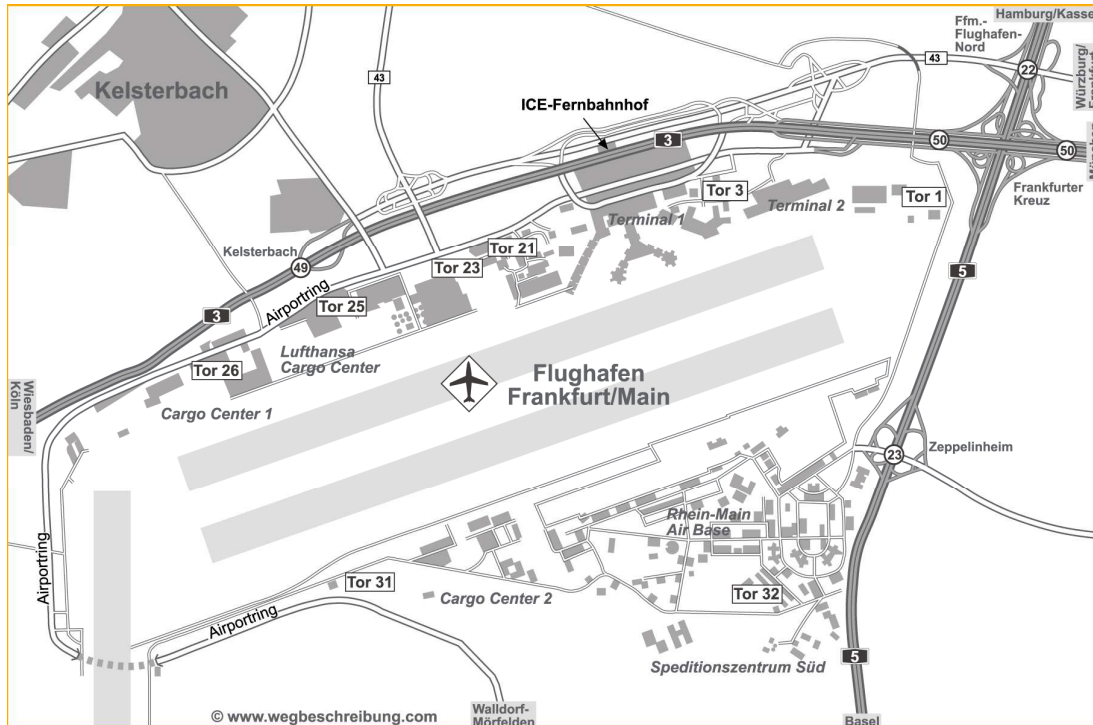 Hamburg/Kasse
Ffm.-
Flughafen-
Nord
43
22
Würzburg/
Frankfurt
Kelsterbach
43
ICE-Fernbahnhof
3
50
50
München
Frankfurter
Kreuz
Tor 3
Tor 1
Terminal 1
Terminal 2
Kelsterbach
49
Tor 21
Tor 23
5
Airportring
Tor 25
3
Lufthansa
Cargo Center
Tor 26
Flughafen
Frankfurt/Main
Wiesbaden/
Köln
Cargo Center 1
Zeppelinheim
23
Rhein-Main
Air Base
Airportring
Tor 31
Cargo Center 2
Tor 32
Airportring
Speditionszentrum Süd
5
© www.wegbeschreibung.com
Walldorf-
Mörfelden
Basel